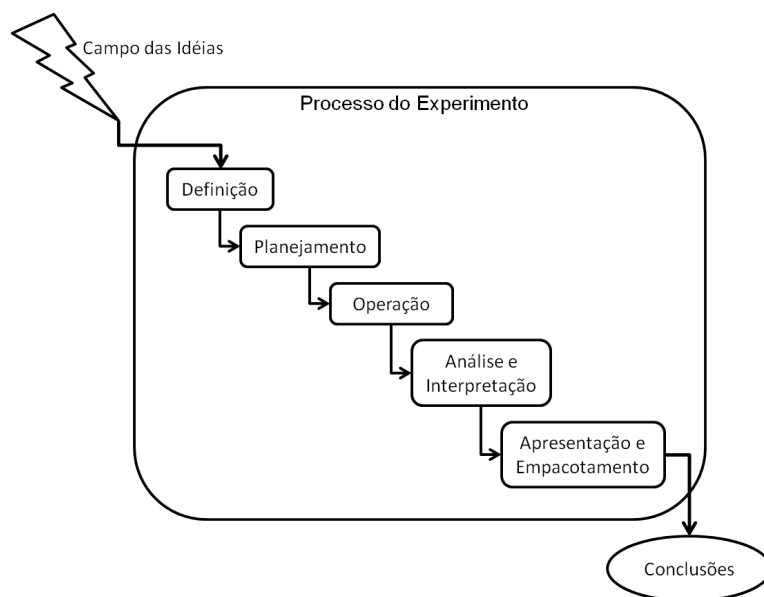 Campo das Idéias
Processo do Experimento
Definição
Planejamento
Operação
Análise e
Interpretação
Apresentação e
Empacotamento
Conclusões